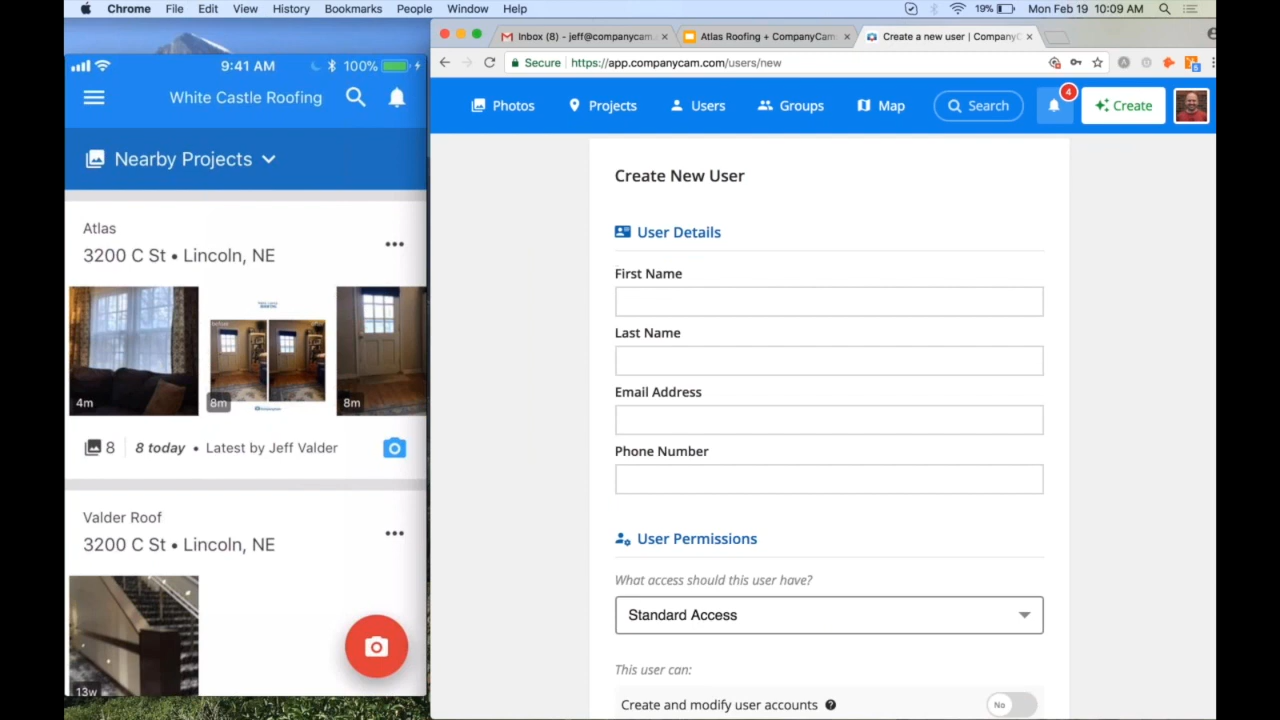 Chrome File Edit View History Bookmarks People Window Help 19% Mon Feb 19 10:09 AM
9:41 AM 100%
White Castle Roofing
Nearby Projects
Atlas
3200 C St • Lincoln, NE
4m
before
8m
8m
8 8 today • Latest by Jeff Valder
Valder Roof
3200 C St • Lincoln, NE
13w
Inbox (8) - jeff@companycam. Atlas Roofing + CompanyCam Create a new user | CompanyC
Secure https://app.companycam.com/users/new
Photos Projects Users Groups Map Search 4 Create
Create New User
User Details
First Name
Last Name
Email Address
Phone Number
User Permissions
What access should this user have?
Standard Access
This user can:
Create and modify user accounts ? No